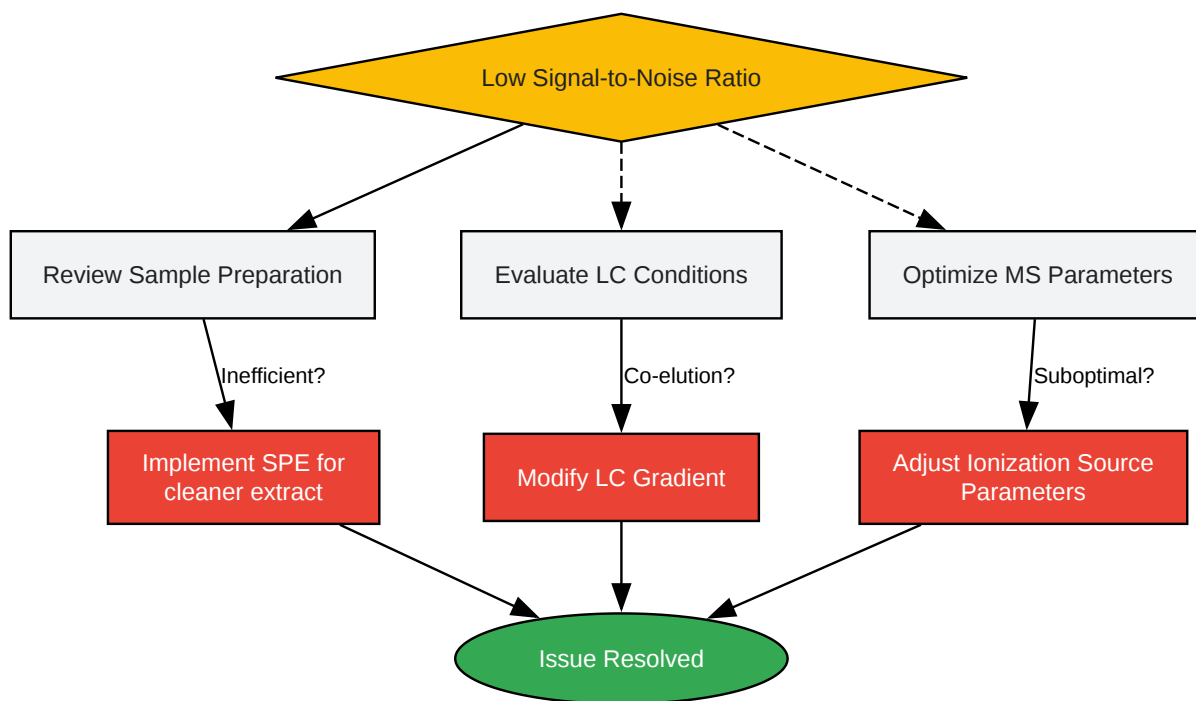 Low Signal-to-Noise Ratio
Review Sample Preparation
Evaluate LC Conditions
Optimize MS Parameters
Inefficient?
Co-elution?
Suboptimal?
Implement SPE for
cleaner extract
Modify LC Gradient
Adjust Ionization Source
Parameters
Issue Resolved